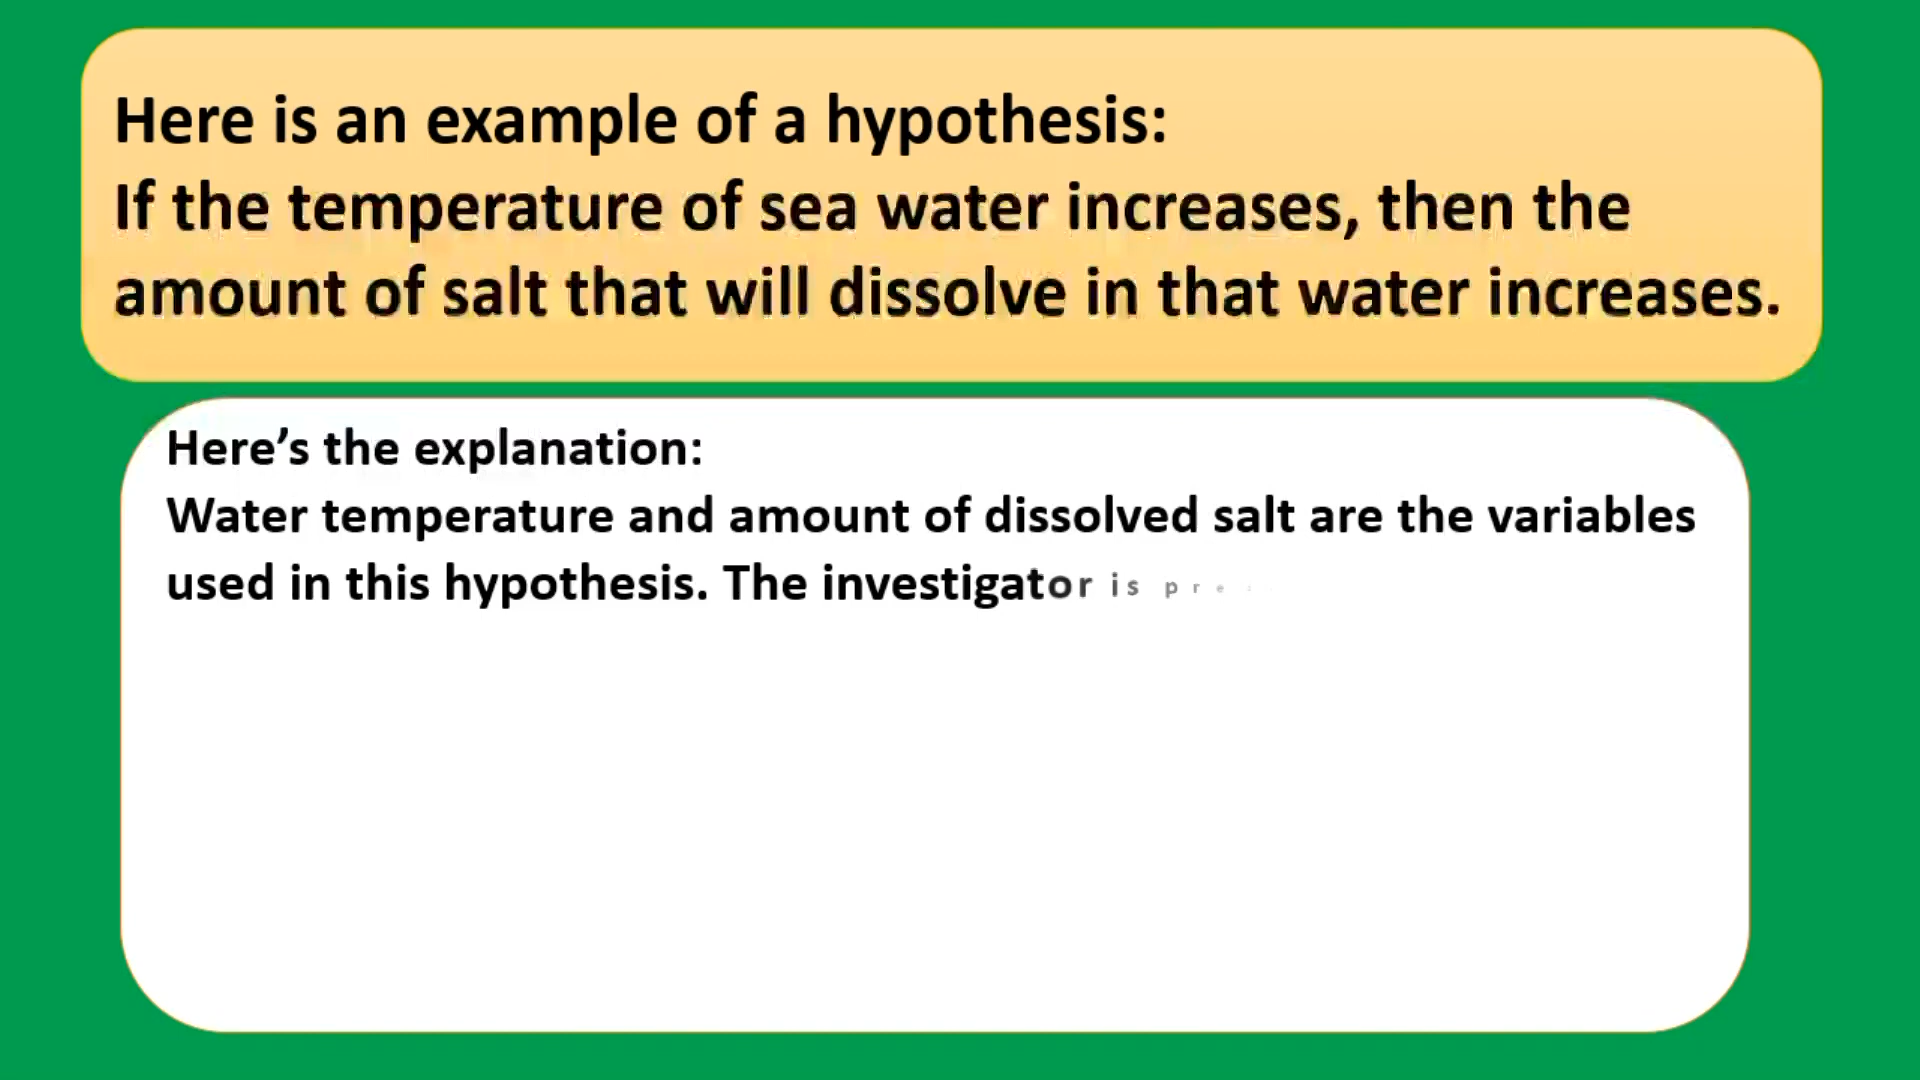 Here is an example of a hypothesis:
If the temperature of sea water increases, then the
amount of salt that will dissolve in that water increases.
Here’s the explanation:
Water temperature and amount of dissolved salt are the variables
used in this hypothesis. The investigator is pre